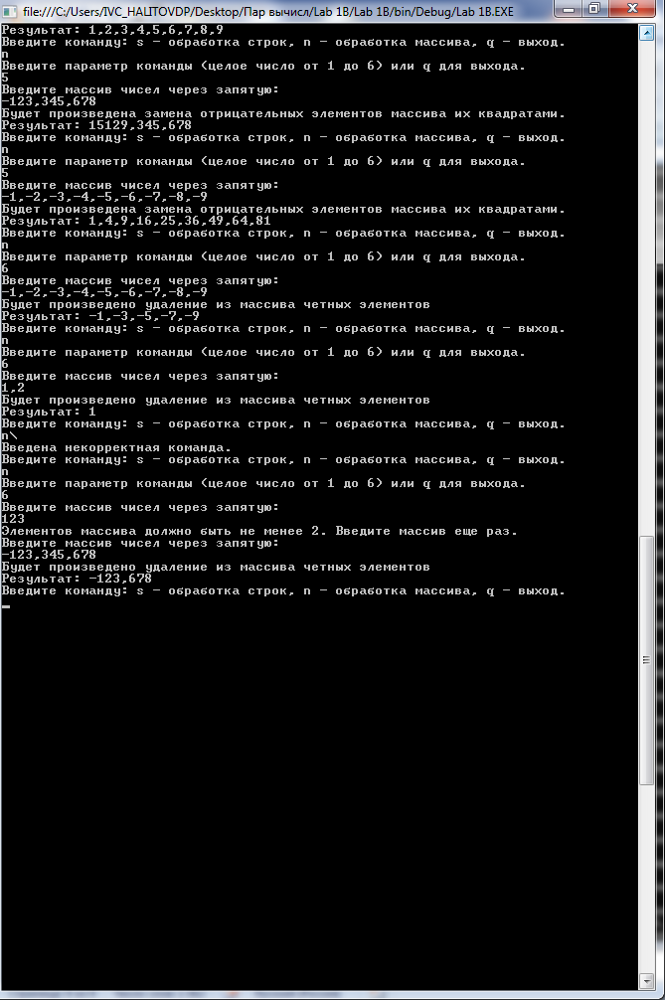 file:///C:/Users/IVC_HALITOVDP/Desktop/Пар вычисл/Lab 1B/Lab 1B/bin/Debug/Lab 1B.EXE
Результат: 1,2,3,4,5,6,7,8,9
Введите команду: s – обработка строк, n – обработка массива, q – выход.
n
Введите параметр команды (целое число от 1 до 6) или q для выхода.
5
Введите массив чисел через запятую:
-123,345,678
Будет произведена замена отрицательных элементов массива их квадратами.
Результат: 15129,345,678
Введите команду: s – обработка строк, n – обработка массива, q – выход.
n
Введите параметр команды (целое число от 1 до 6) или q для выхода.
5
Введите массив чисел через запятую:
-1,-2,-3,-4,-5,-6,-7,-8,-9
Будет произведена замена отрицательных элементов массива их квадратами.
Результат: 1,4,9,16,25,36,49,64,81
Введите команду: s – обработка строк, n – обработка массива, q – выход.
n
Введите параметр команды (целое число от 1 до 6) или q для выхода.
6
Введите массив чисел через запятую:
-1,-2,-3,-4,-5,-6,-7,-8,-9
Будет произведено удаление из массива четных элементов
Результат: -1,-3,-5,-7,-9
Введите команду: s – обработка строк, n – обработка массива, q – выход.
n
Введите параметр команды (целое число от 1 до 6) или q для выхода.
6
Введите массив чисел через запятую:
1,2
Будет произведено удаление из массива четных элементов
Результат: 1
Введите команду: s – обработка строк, n – обработка массива, q – выход.
n\
Введена некорректная команда.
Введите команду: s – обработка строк, n – обработка массива, q – выход.
n
Введите параметр команды (целое число от 1 до 6) или q для выхода.
6
Введите массив чисел через запятую:
123
Элементов массива должно быть не менее 2. Введите массив еще раз.
Введите массив чисел через запятую:
-123,345,678
Будет произведено удаление из массива четных элементов
Результат: -123,678
Введите команду: s – обработка строк, n – обработка массива, q – выход.